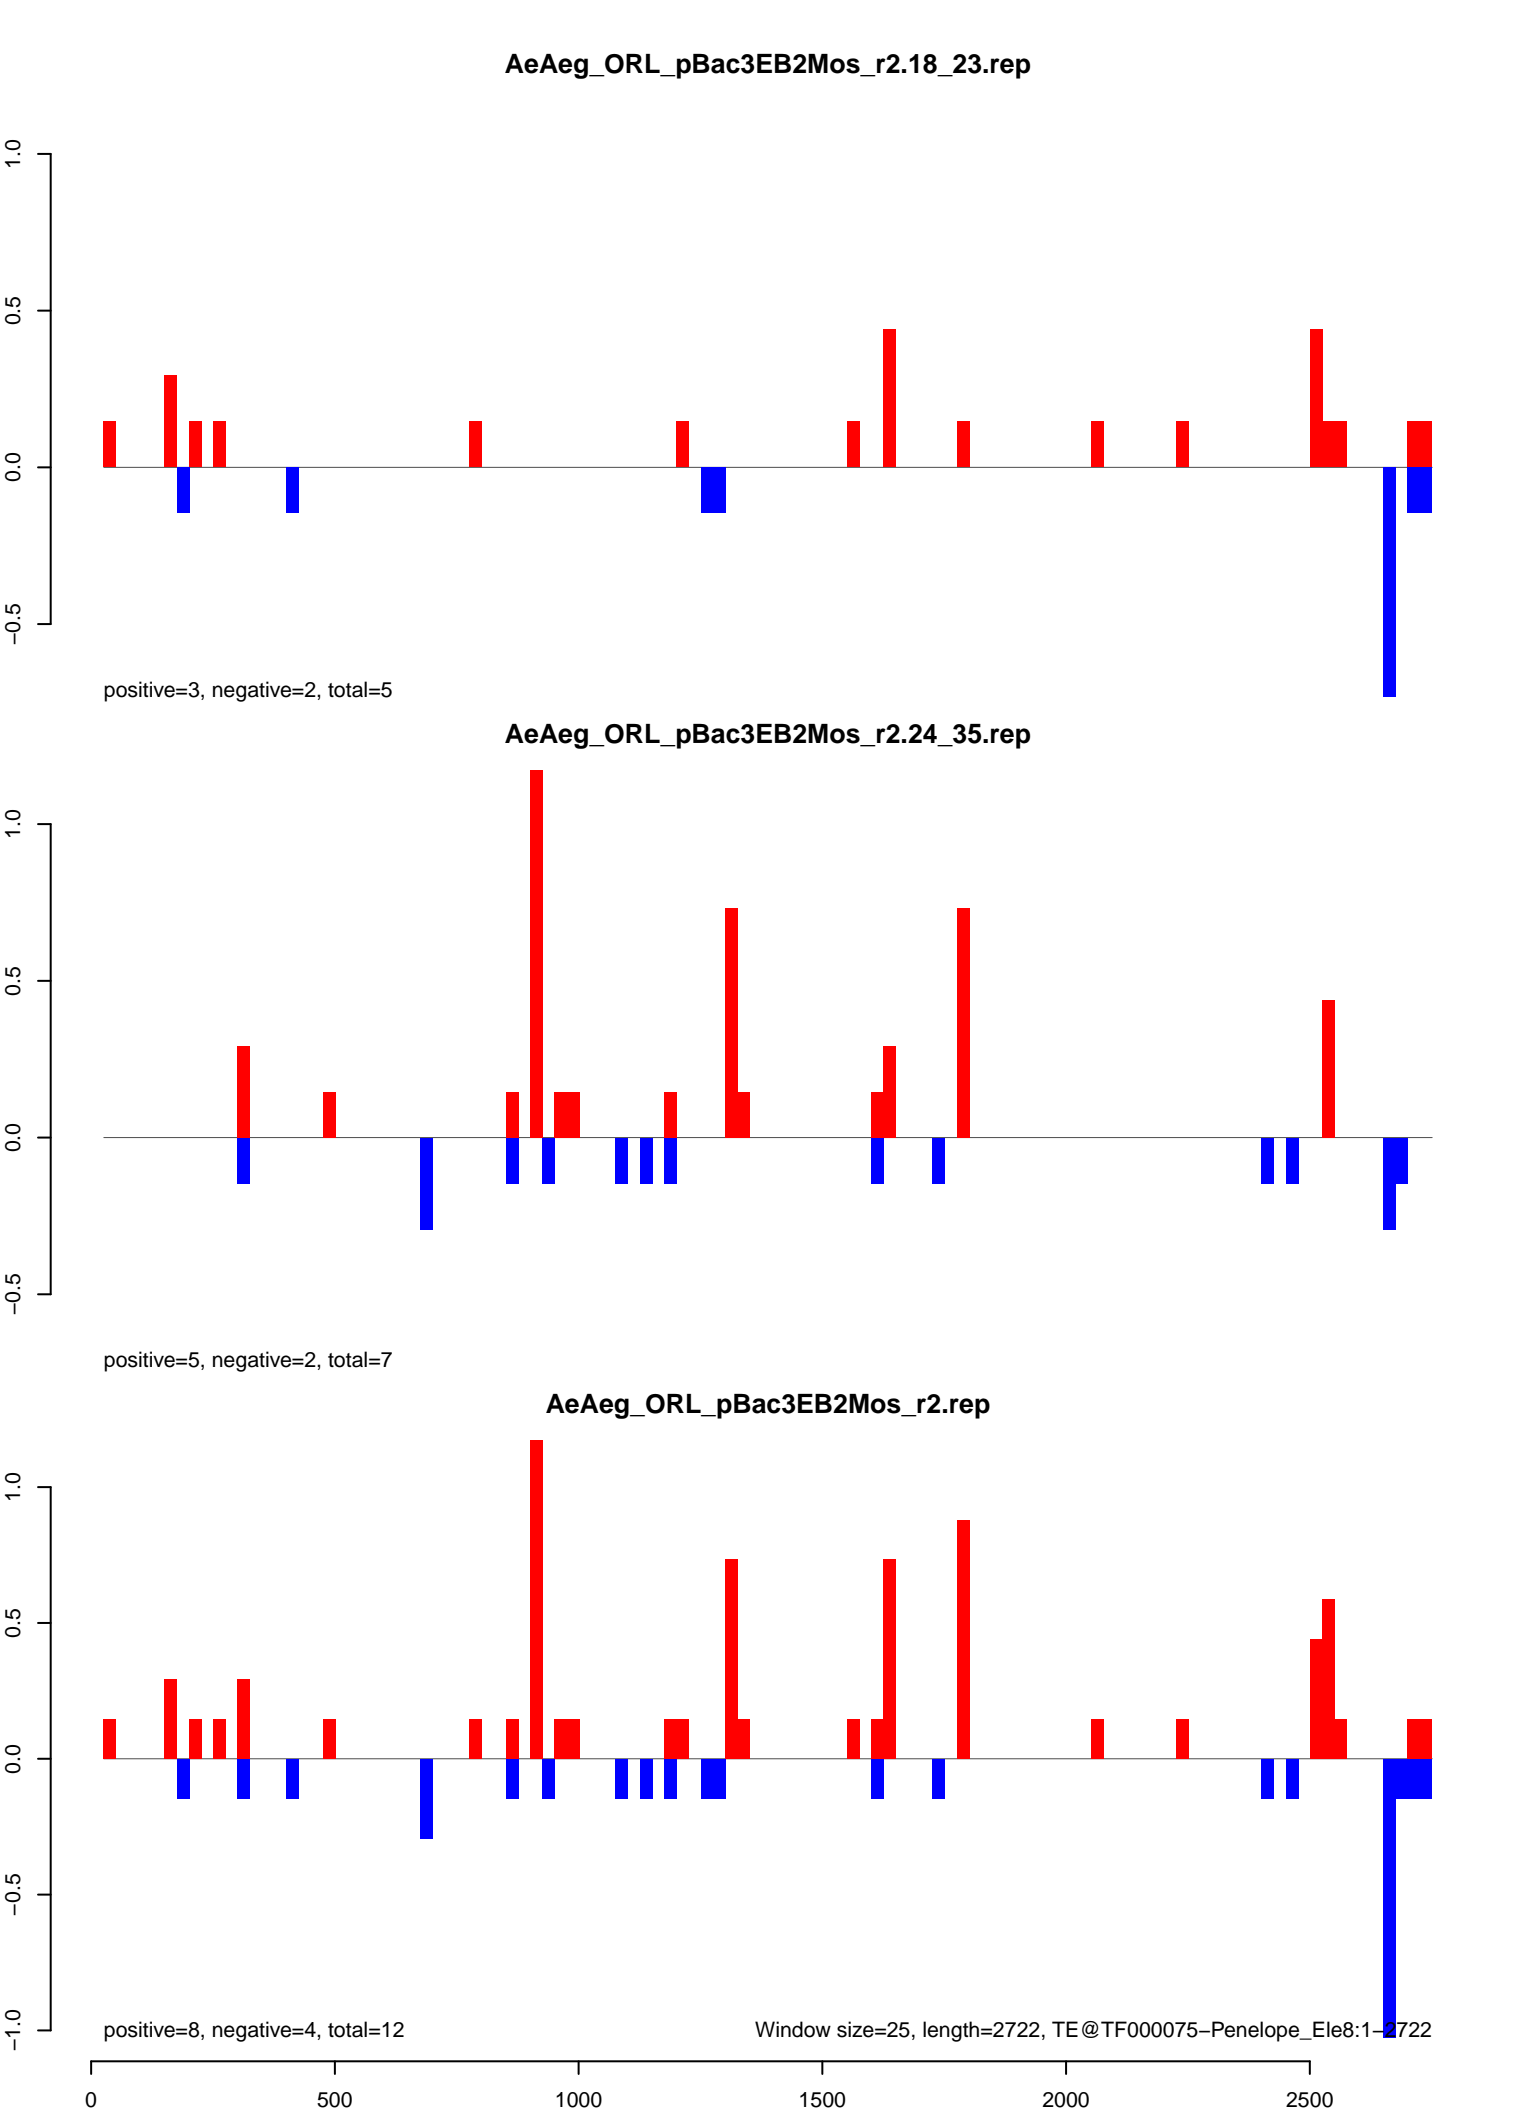 AeAeg_ORL_pBac3EB2Mos_r2.18_23.rep
1.0
0.5
0.0
−0.5
positive=3, negative=2, total=5
AeAeg_ORL_pBac3EB2Mos_r2.24_35.rep
1.0
0.5
0.0
−0.5
positive=5, negative=2, total=7
AeAeg_ORL_pBac3EB2Mos_r2.rep
1.0
0.5
0.0
−0.5
−1.0
positive=8, negative=4, total=12
Window size=25, length=2722, TE@TF000075−Penelope_Ele8:1−2722
0 500 1000 1500 2000 2500